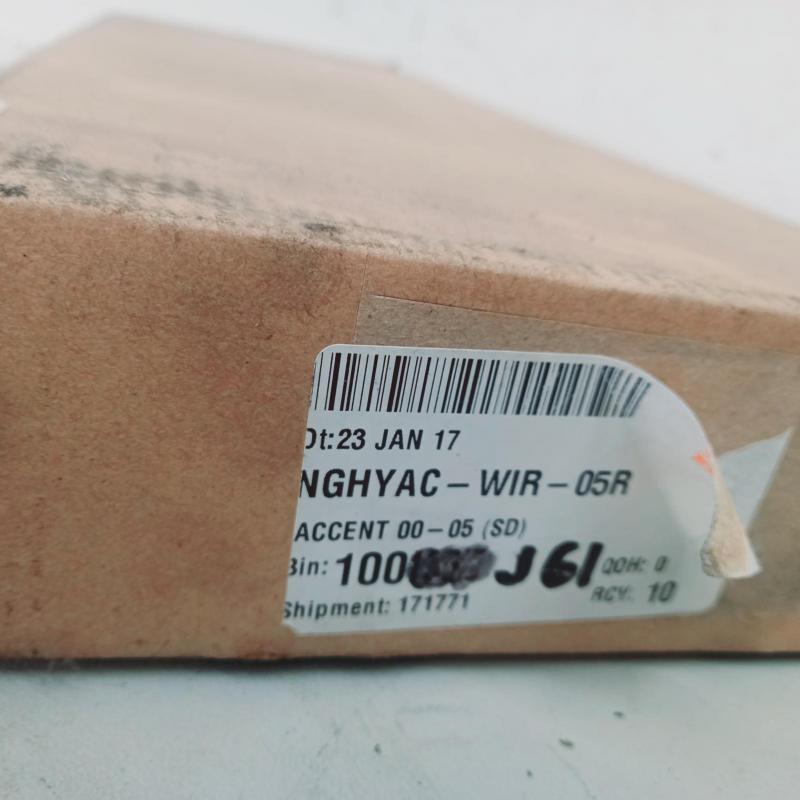 Dt:23 JAN 17
NGHYAC-WIR-05R
ACCENT 00-05 (SD)
Bin: 100 J61 QOH: 0
Shipment: 171771 RCV: 10